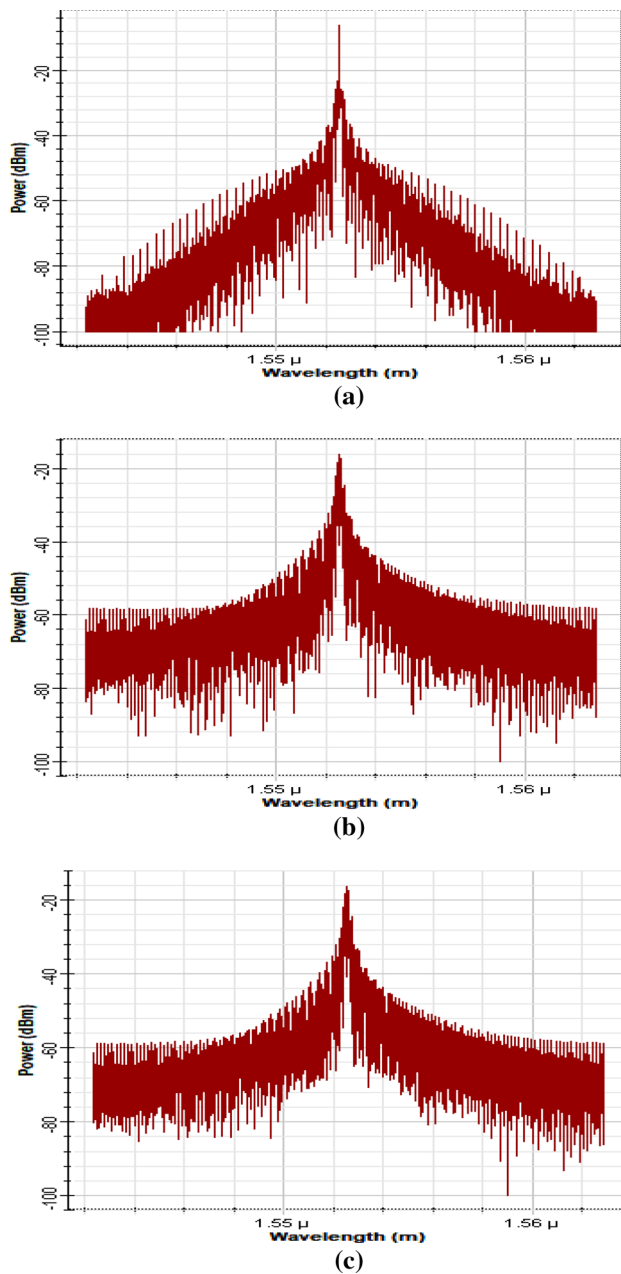 Power (dBm)
-20
-40
-60
-80
-100
1.55 µ
1.56 µ
Wavelength (m)
(a)
Power (dBm)
-20
-40
-60
-80
-100
1.55 µ
1.56 µ
Wavelength (m)
(b)
Power (dBm)
-20
-40
-60
-80
-100
1.55 µ
1.56 µ
Wavelength (m)
(c)